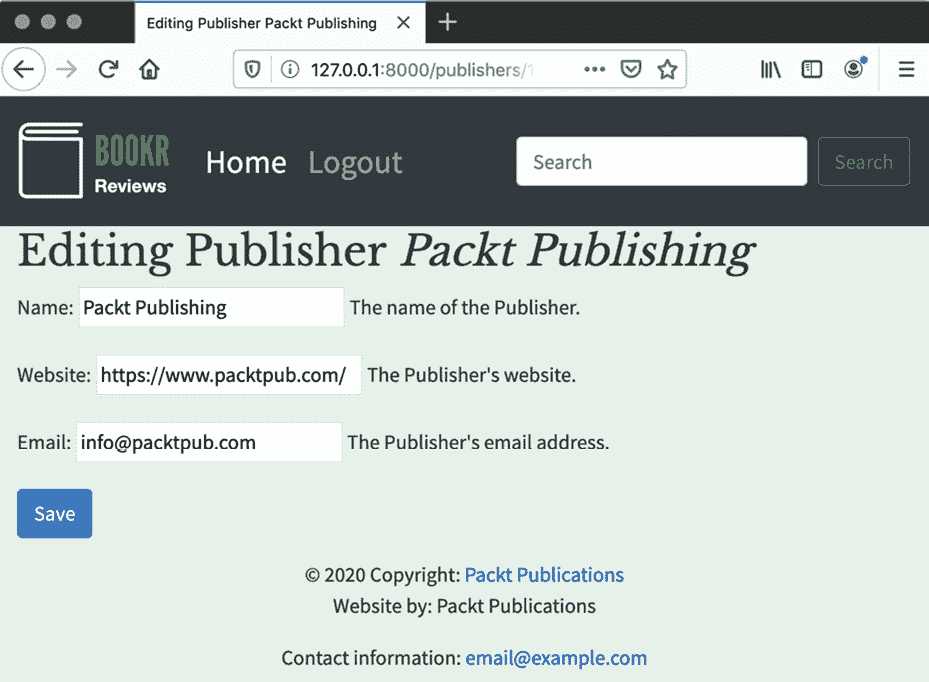 Editing Publisher Packt Publishing
127.0.0.1:8000/publishers/1
BOOKR
Reviews
Home
Logout
Search
Search
Editing Publisher Packt Publishing
Name: Packt Publishing The name of the Publisher.
Website: https://www.packtpub.com/ The Publisher's website.
Email: info@packtpub.com The Publisher's email address.
Save
© 2020 Copyright: Packt Publications
Website by: Packt Publications
Contact information: email@example.com